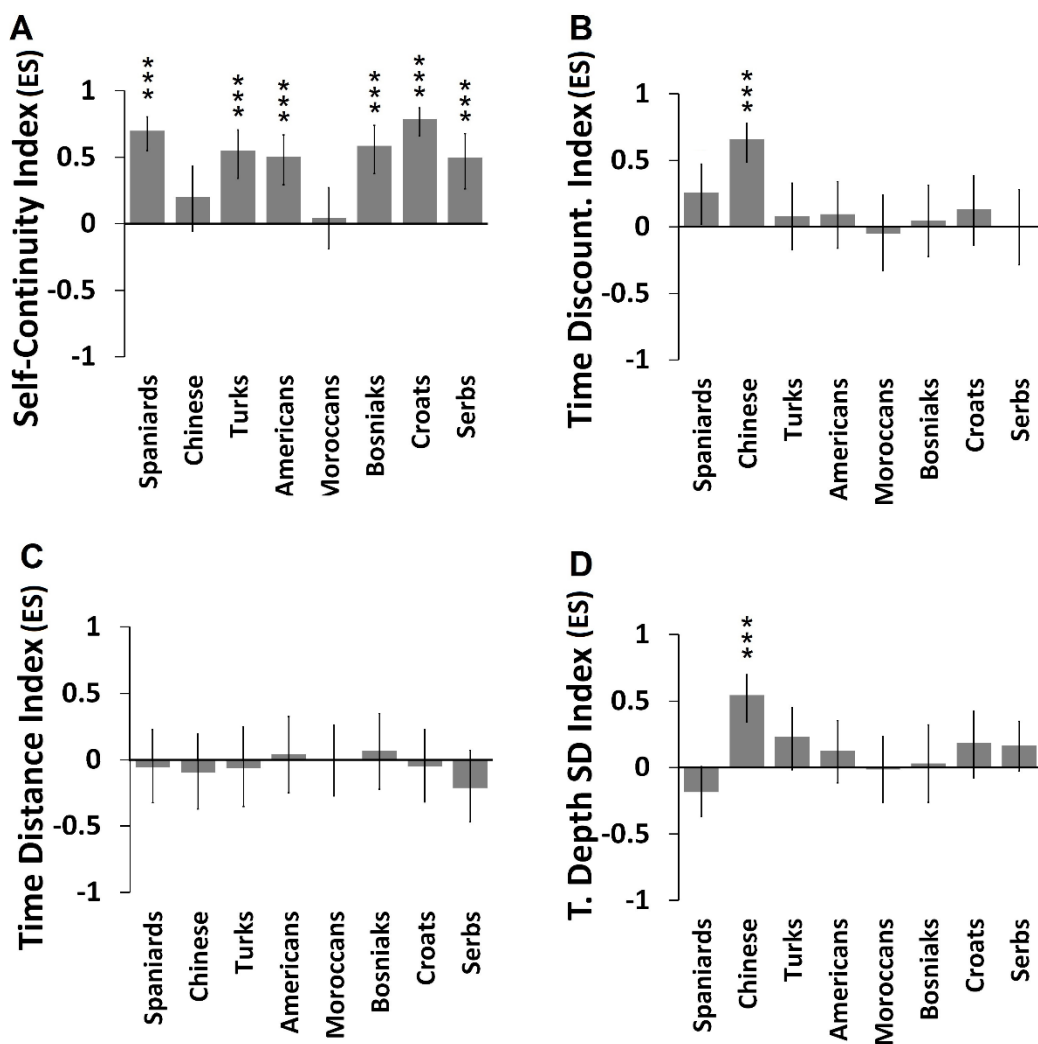 A
Self-Continuity Index (ES)
1
0.5
0
-0.5
-1
***
***
***
***
***
***
Spaniards
Chinese
Turks
Americans
Moroccans
Bosniaks
Croats
Serbs
B
Time Discount. Index (ES)
1
0.5
0
-0.5
-1
***
Spaniards
Chinese
Turks
Americans
Moroccans
Bosniaks
Croats
Serbs
C
Time Distance Index (ES)
1
0.5
0
-0.5
-1
Spaniards
Chinese
Turks
Americans
Moroccans
Bosniaks
Croats
Serbs
D
T. Depth SD Index (ES)
1
0.5
0
-0.5
-1
***
Spaniards
Chinese
Turks
Americans
Moroccans
Bosniaks
Croats
Serbs